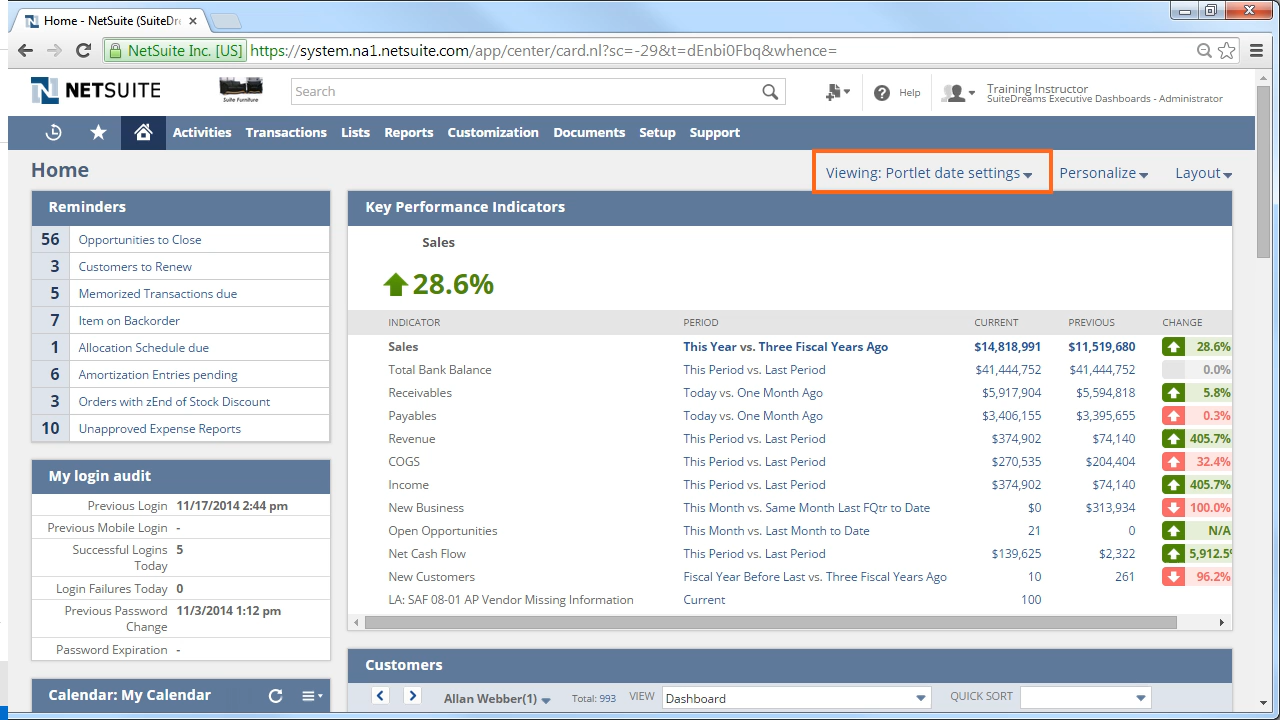 Home - NetSuite (SuiteDre
NetSuite Inc. [US] https://system.na1.netsuite.com/app/center/card.nl?sc=-29&t=dEnbi0Fbq&whence=
NETSUITE
Suite Furniture
Search
Help
Training Instructor
SuiteDreams Executive Dashboards - Administrator
Activities Transactions Lists Reports Customization Documents Setup Support
Home
Viewing: Portlet date settings Personalize Layout
Reminders
56 Opportunities to Close
3 Customers to Renew
5 Memorized Transactions due
7 Item on Backorder
1 Allocation Schedule due
6 Amortization Entries pending
3 Orders with zEnd of Stock Discount
10 Unapproved Expense Reports
My login audit
Previous Login 11/17/2014 2:44 pm
Previous Mobile Login -
Successful Logins 5
Today
Login Failures Today 0
Previous Password 11/3/2014 1:12 pm
Change
Password Expiration -
Calendar: My Calendar
Key Performance Indicators
Sales
28.6%
INDICATOR PERIOD CURRENT PREVIOUS CHANGE
Sales This Year vs. Three Fiscal Years Ago $14,818,991 $11,519,680 28.6%
Total Bank Balance This Period vs. Last Period $41,444,752 $41,444,752 0.0%
Receivables Today vs. One Month Ago $5,917,904 $5,594,818 5.8%
Payables Today vs. One Month Ago $3,406,155 $3,395,655 0.3%
Revenue This Period vs. Last Period $374,902 $74,140 405.7%
COGS This Period vs. Last Period $270,535 $204,404 32.4%
Income This Period vs. Last Period $374,902 $74,140 405.7%
New Business This Month vs. Same Month Last FQtr to Date $0 $313,934 100.0%
Open Opportunities This Month vs. Last Month to Date 21 0 N/A
Net Cash Flow This Period vs. Last Period $139,625 $2,322 5,912.5%
New Customers Fiscal Year Before Last vs. Three Fiscal Years Ago 10 261 96.2%
LA: SAF 08-01 AP Vendor Missing Information Current 100
Customers
Allan Webber(1) Total: 993 VIEW Dashboard QUICK SORT